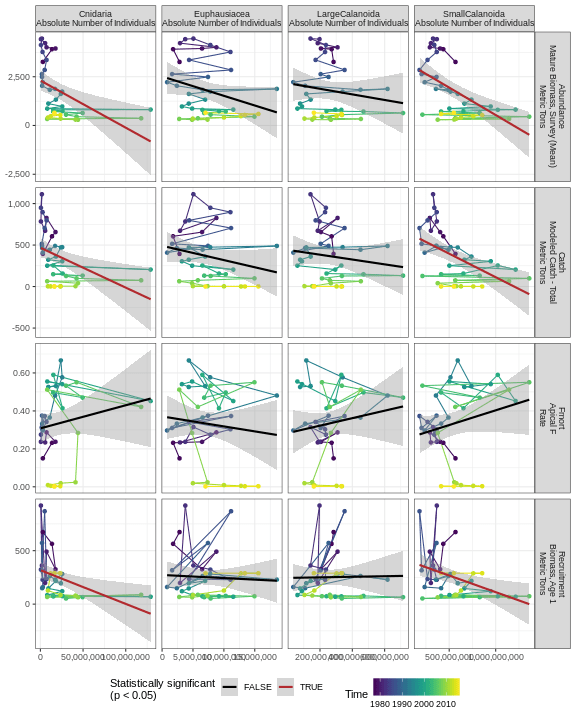 Cnidaria
Absolute Number of Individuals
Euphausiacea
Absolute Number of Individuals
LargeCalanoida
Absolute Number of Individuals
SmallCalanoida
Absolute Number of Individuals
2,500
0
-2,500
Abundance
Mature Biomass, Survey (Mean)
Metric Tons
1,000
500
0
-500
Catch
Modeled Catch - Total
Metric Tons
0.60
0.40
0.20
0.00
Fmort
Apical F
Rate
500
0
Recruitment
Biomass, Age 1
Metric Tons
0
50,000,000
100,000,000
0
5,000,000
10,000,000
15,000,000
200,000,000
400,000,000
600,000,000
500,000,000
1,000,000,000
Statistically significant
(p < 0.05)
FALSE
TRUE
Time
1980 1990 2000 2010